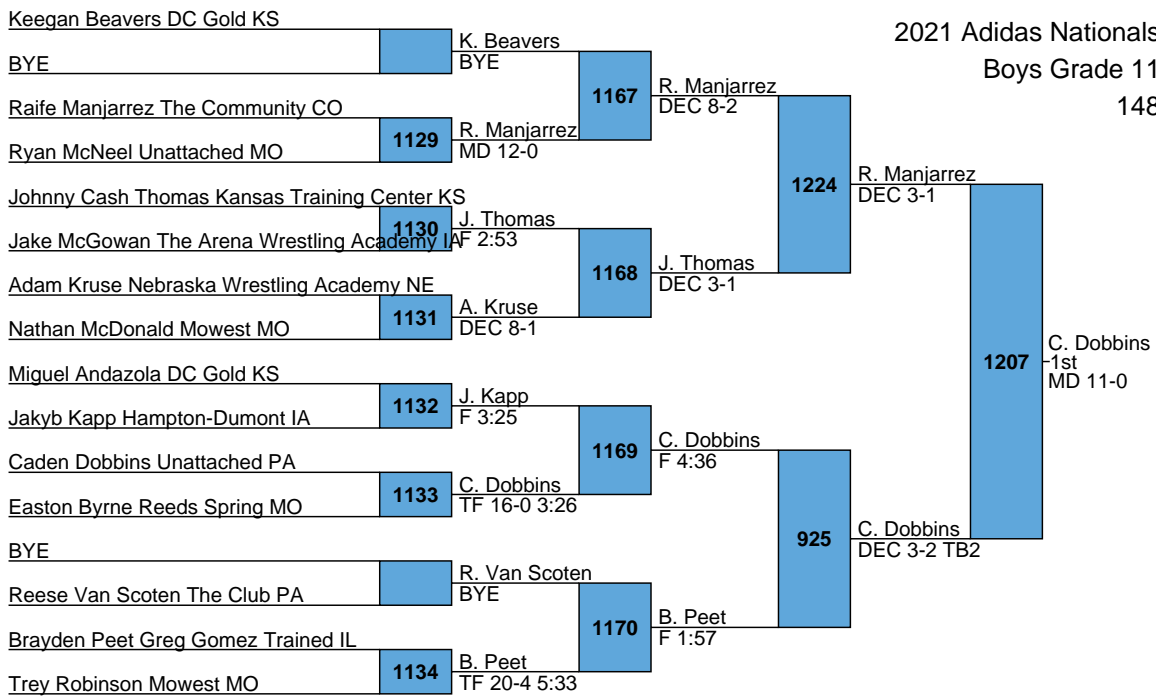 Keegan Beavers DC Gold KS
BYE
K. Beavers
BYE
Raife Manjarrez The Community CO
Ryan McNeel Unattached MO
1129
R. Manjarrez
MD 12-0
1167
R. Manjarrez
DEC 8-2
Johnny Cash Thomas Kansas Training Center KS
Jake McGowan The Arena Wrestling Academy IA
1130
J. Thomas
F 2:53
Adam Kruse Nebraska Wrestling Academy NE
Nathan McDonald Mowest MO
1131
A. Kruse
DEC 8-1
1168
J. Thomas
DEC 3-1
1224
R. Manjarrez
DEC 3-1
Miguel Andazola DC Gold KS
Jakyb Kapp Hampton-Dumont IA
1132
J. Kapp
F 3:25
Caden Dobbins Unattached PA
Easton Byrne Reeds Spring MO
1133
C. Dobbins
TF 16-0 3:26
1169
C. Dobbins
F 4:36
BYE
Reese Van Scoten The Club PA
R. Van Scoten
BYE
Brayden Peet Greg Gomez Trained IL
Trey Robinson Mowest MO
1134
B. Peet
TF 20-4 5:33
1170
B. Peet
F 1:57
925
C. Dobbins
DEC 3-2 TB2
1207
C. Dobbins
1st
MD 11-0
2021 Adidas Nationals
Boys Grade 11
148